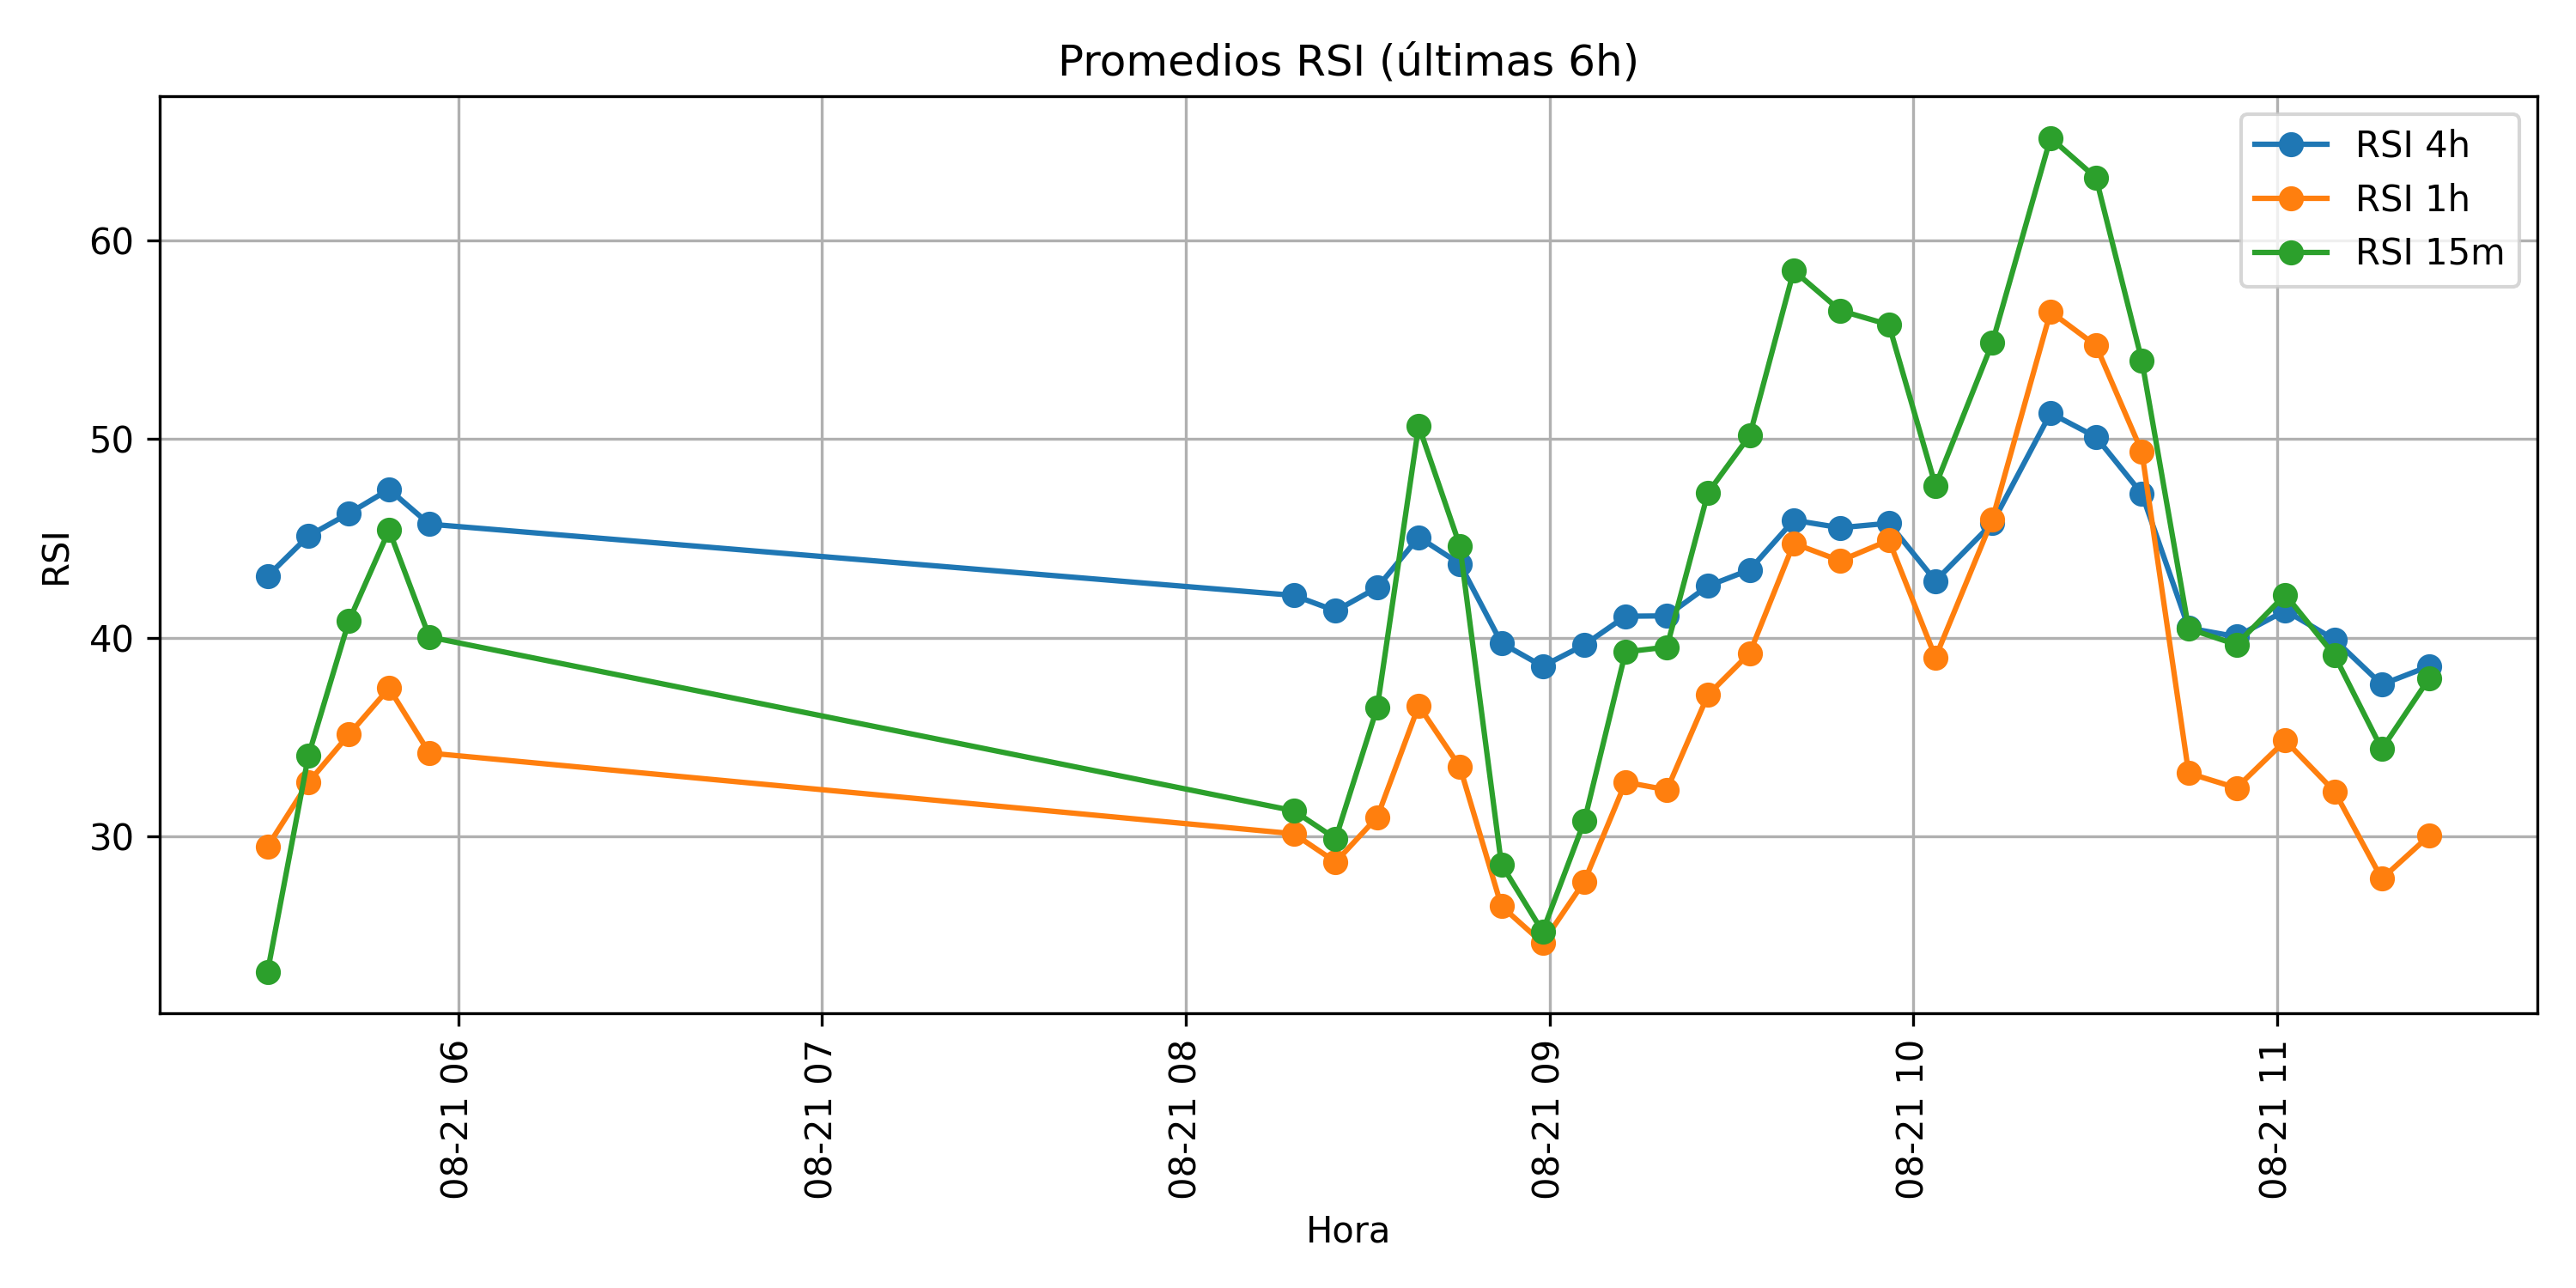 Promedios RSI (últimas 6h)
RSI 4h
RSI 1h
RSI 15m
60
50
40
30
RSI
08-21 06
08-21 07
08-21 08
08-21 09
08-21 10
08-21 11
Hora